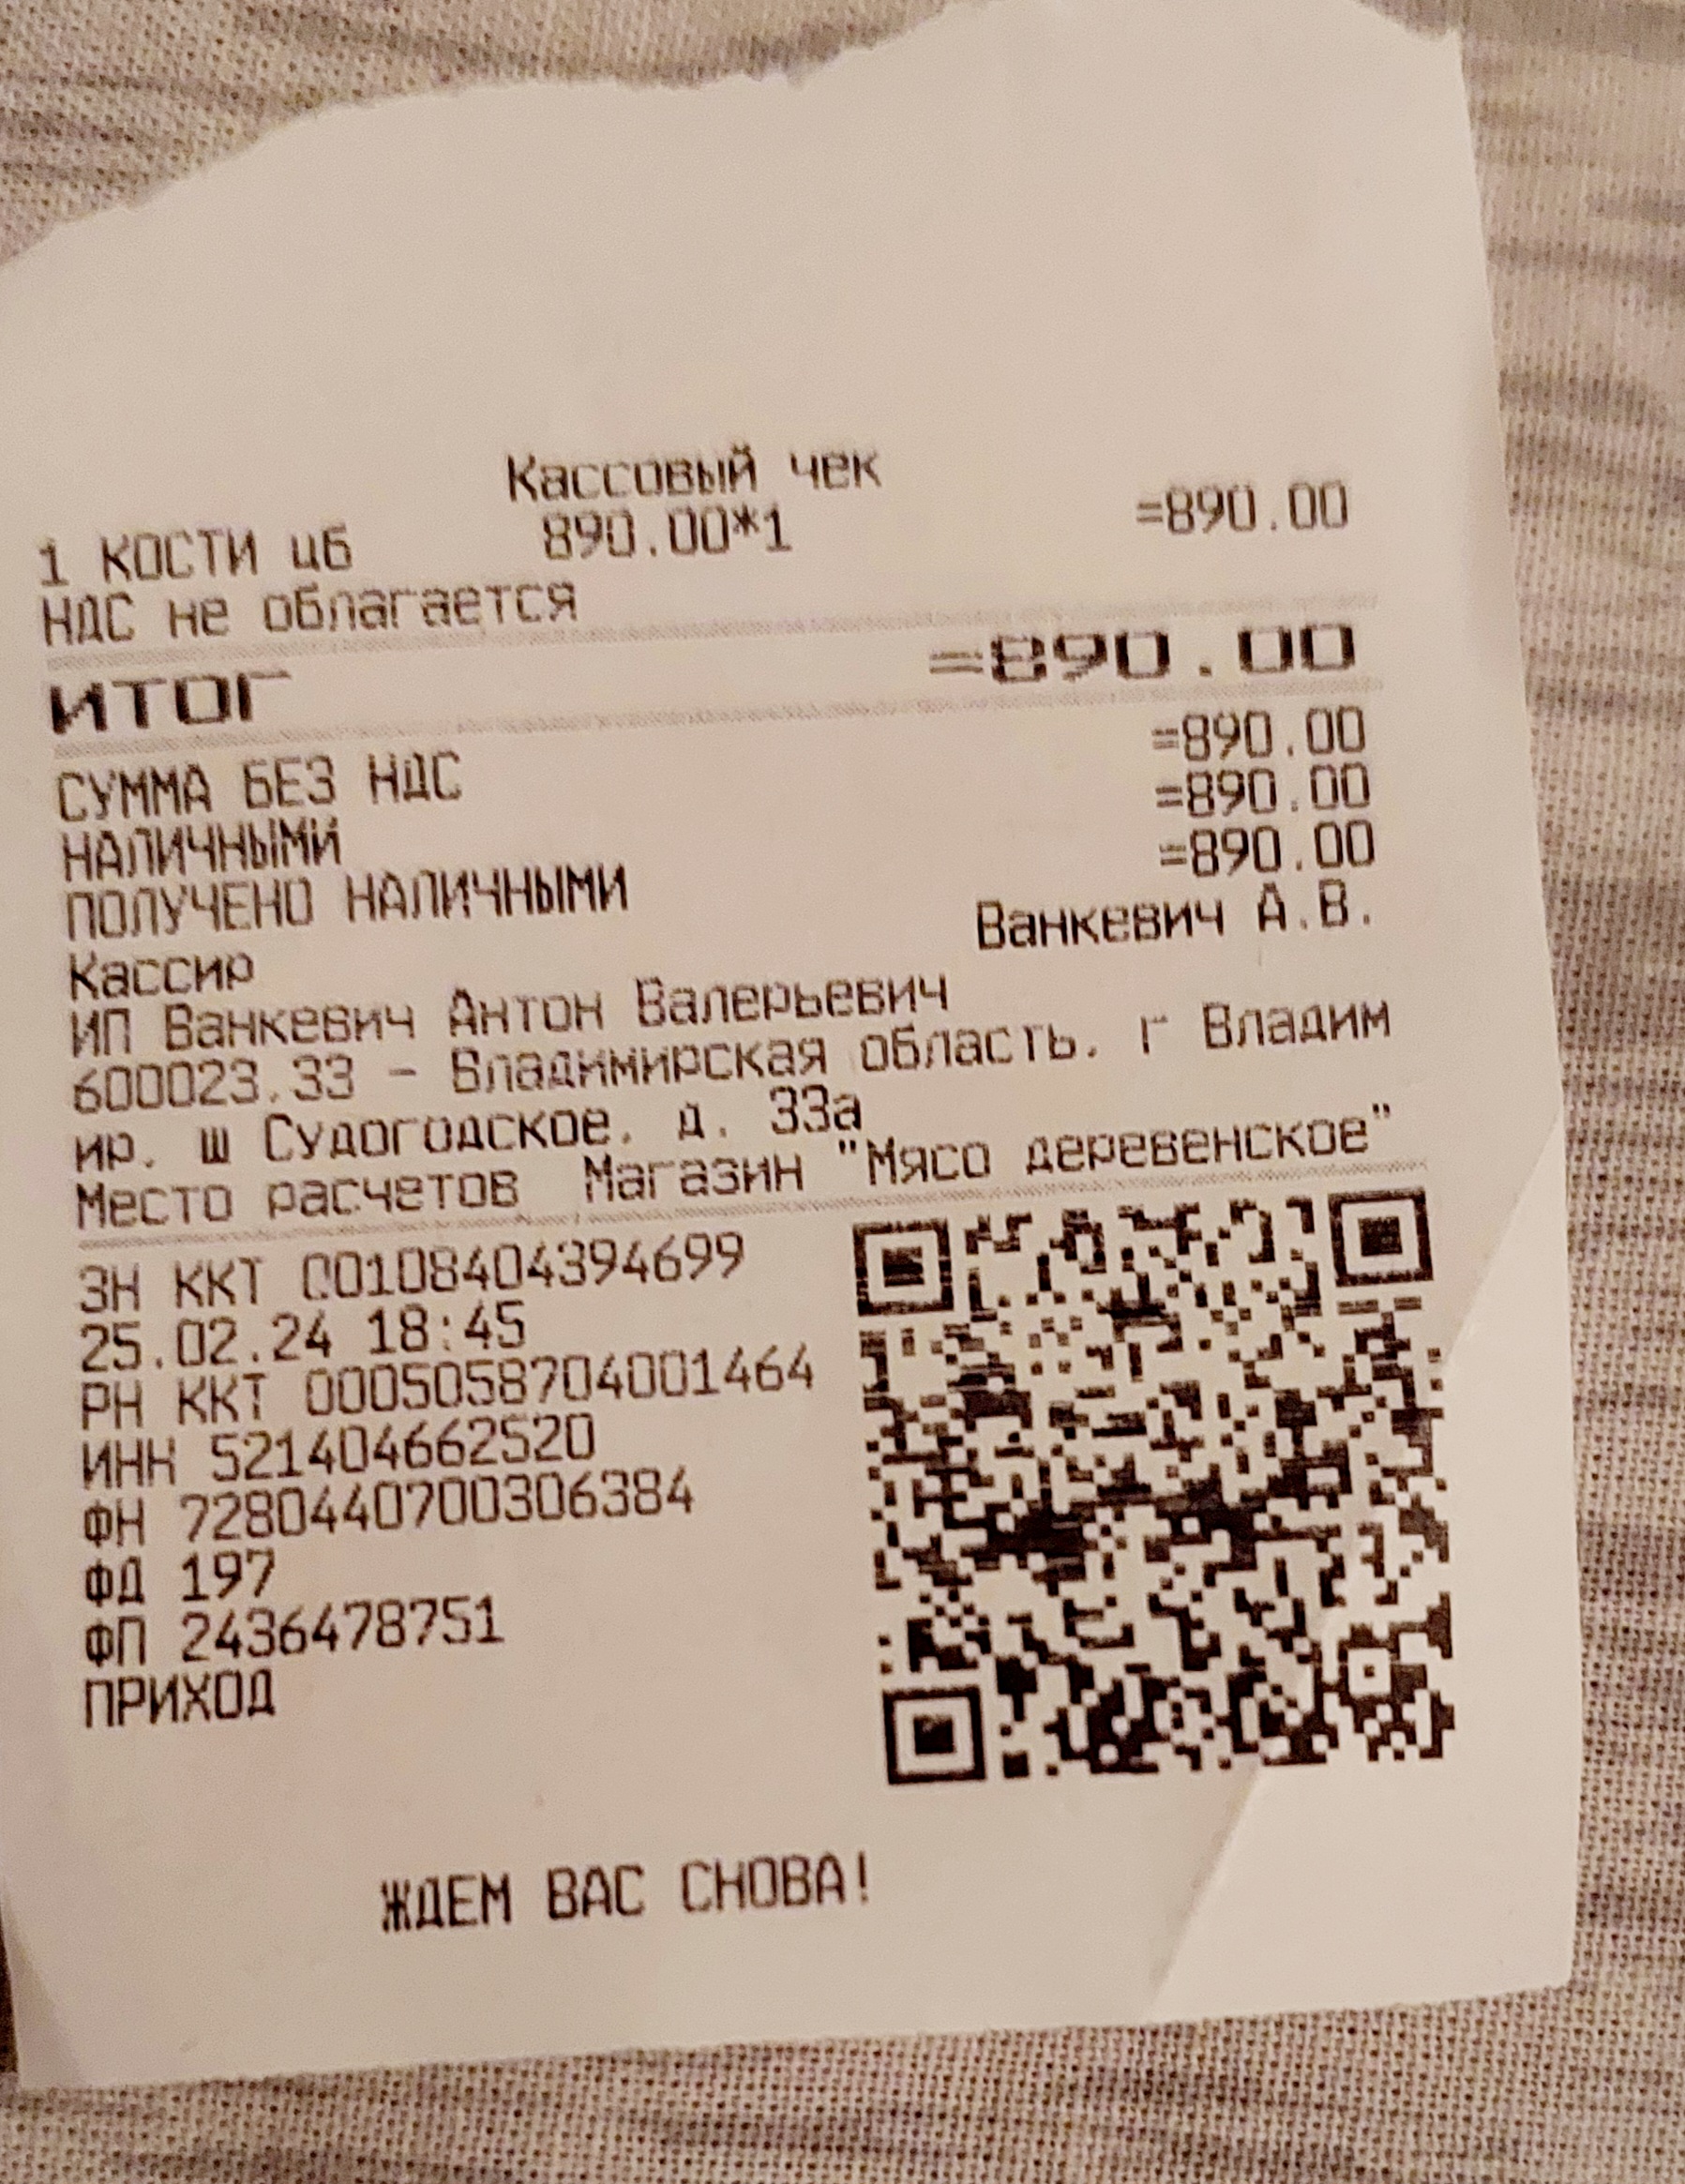 Кассовый чек
1 КОСТИ цб 890.00*1 =890.00
НДС не облагается
ИТОГ =890.00
СУММА БЕЗ НДС =890.00
НАЛИЧНЫМИ =890.00
ПОЛУЧЕНО НАЛИЧНЫМИ =890.00
Кассир Ванкевич А.В.
ИП Ванкевич Антон Валерьевич
600023,33 - Владимирская область, г Владим
ир, ш Судогодское, д. 33а
Место расчетов Магазин "Мясо деревенское"
ЗН ККТ 00108404394699
25.02.24 18:45
РН ККТ 0005058704001464
ИНН 521404662520
ФН 7280440700306384
ФД 197
ФП 2436478751
ПРИХОД
ЖДЕМ ВАС СНОВА!